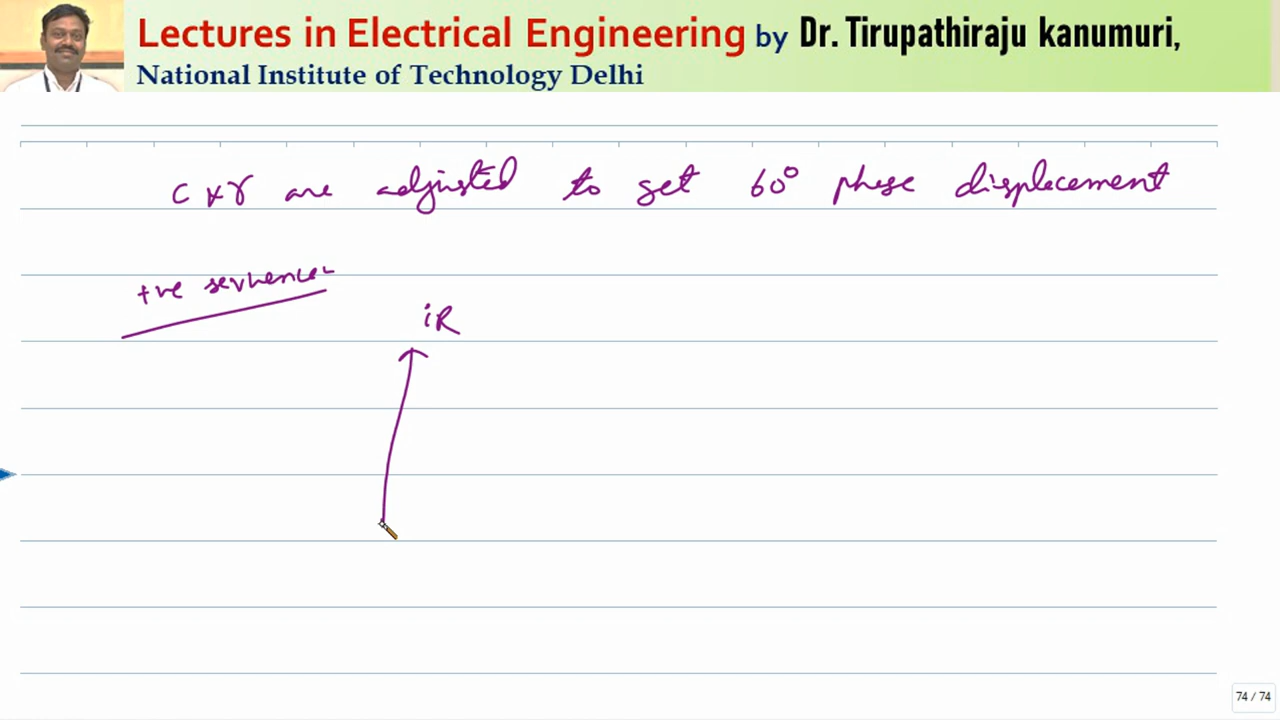 Lectures in Electrical Engineering by Dr. Tirupathiraju kanumuri,
National Institute of Technology Delhi
C & r are adjusted to get 60° phase displacement
+ve sequence
iR
74 / 74